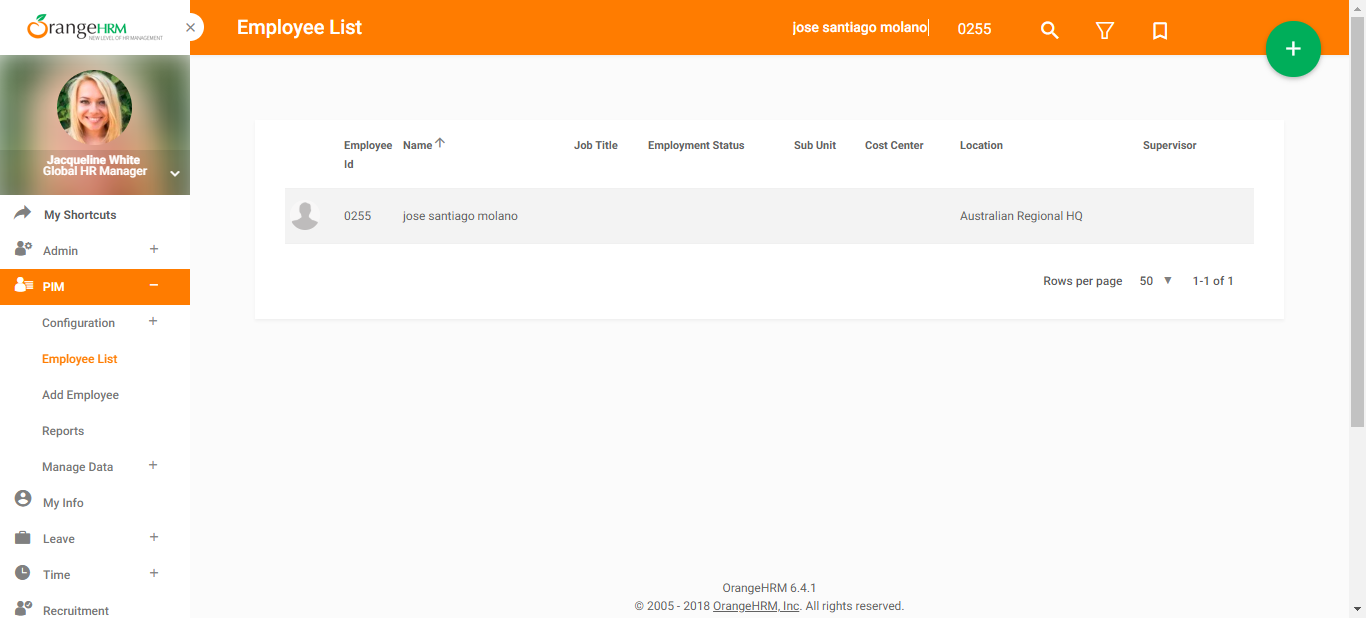 OrangeHRM
NEW LEVEL OF HR MANAGEMENT
Employee List
jose santiago molano
0255
Jacqueline White
Global HR Manager
My Shortcuts
Admin
PIM
Configuration
Employee List
Add Employee
Reports
Manage Data
My Info
Leave
Time
Recruitment
Employee Id Name Job Title Employment Status Sub Unit Cost Center Location Supervisor
0255 jose santiago molano Australian Regional HQ
Rows per page 50 1-1 of 1
OrangeHRM 6.4.1
© 2005 - 2018 OrangeHRM, Inc. All rights reserved.